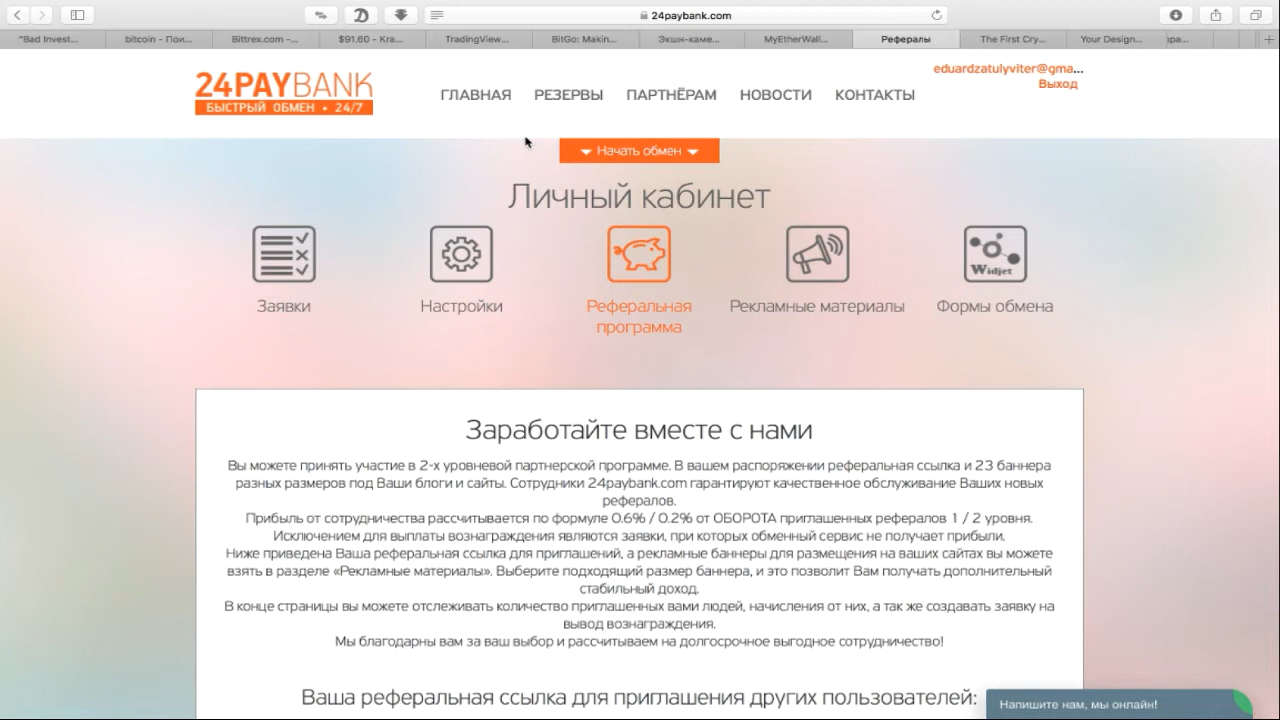 24paybank.com
"Bad Invest...
bitcoin - Пои...
Bittrex.com -...
$91.60 - Kra...
TradingView...
BitGo: Makin...
Экшн-каме...
MyEtherWall...
Рефералы
The First Cry...
Your Design...
ра...
24PAYBANK
БЫСТРЫЙ ОБМЕН • 24/7
ГЛАВНАЯ
РЕЗЕРВЫ
ПАРТНЁРАМ
НОВОСТИ
КОНТАКТЫ
eduardzatulyviter@gma...
Выход
Начать обмен
Личный кабинет
Заявки
Настройки
Реферальная
программа
Рекламные материалы
Widjet
Формы обмена
Заработайте вместе с нами
Вы можете принять участие в 2-х уровневой партнерской программе. В вашем распоряжении реферальная ссылка и 23 баннера
разных размеров под Ваши блоги и сайты. Сотрудники 24paybank.com гарантируют качественное обслуживание Ваших новых
рефералов.
Прибыль от сотрудничества рассчитывается по формуле 0.6% / 0.2% от ОБОРОТА приглашенных рефералов 1 / 2 уровня.
Исключением для выплаты вознаграждения являются заявки, при которых обменный сервис не получает прибыли.
Ниже приведена Ваша реферальная ссылка для приглашений, а рекламные баннеры для размещения на ваших сайтах вы можете
взять в разделе «Рекламные материалы». Выберите подходящий размер баннера, и это позволит Вам получать дополнительный
стабильный доход.
В конце страницы вы можете отслеживать количество приглашенных вами людей, начисления от них, а так же создавать заявку на
вывод вознаграждения.
Мы благодарны вам за ваш выбор и рассчитываем на долгосрочное выгодное сотрудничество!
Ваша реферальная ссылка для приглашения других пользователей:
Напишите нам, мы онлайн!